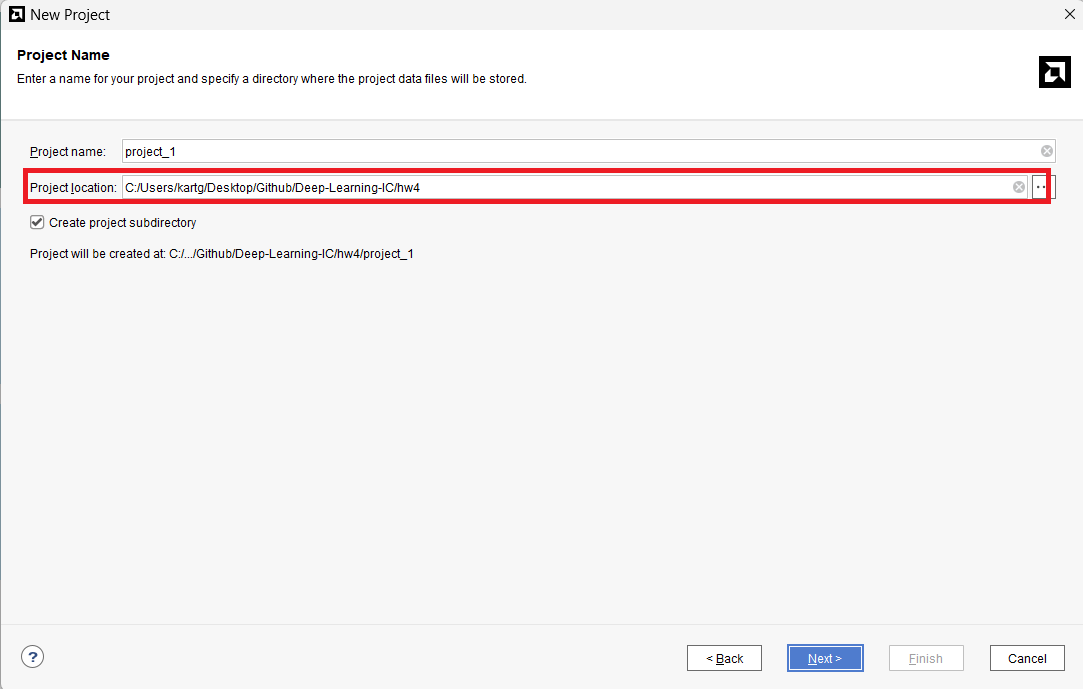 New Project
Project Name
Enter a name for your project and specify a directory where the project data files will be stored.
Project name: project_1
Project location: C:/Users/kartg/Desktop/Github/Deep-Learning-IC/hw4 ..
Create project subdirectory
Project will be created at: C:/.../Github/Deep-Learning-IC/hw4/project_1
? < Back Next > Finish Cancel